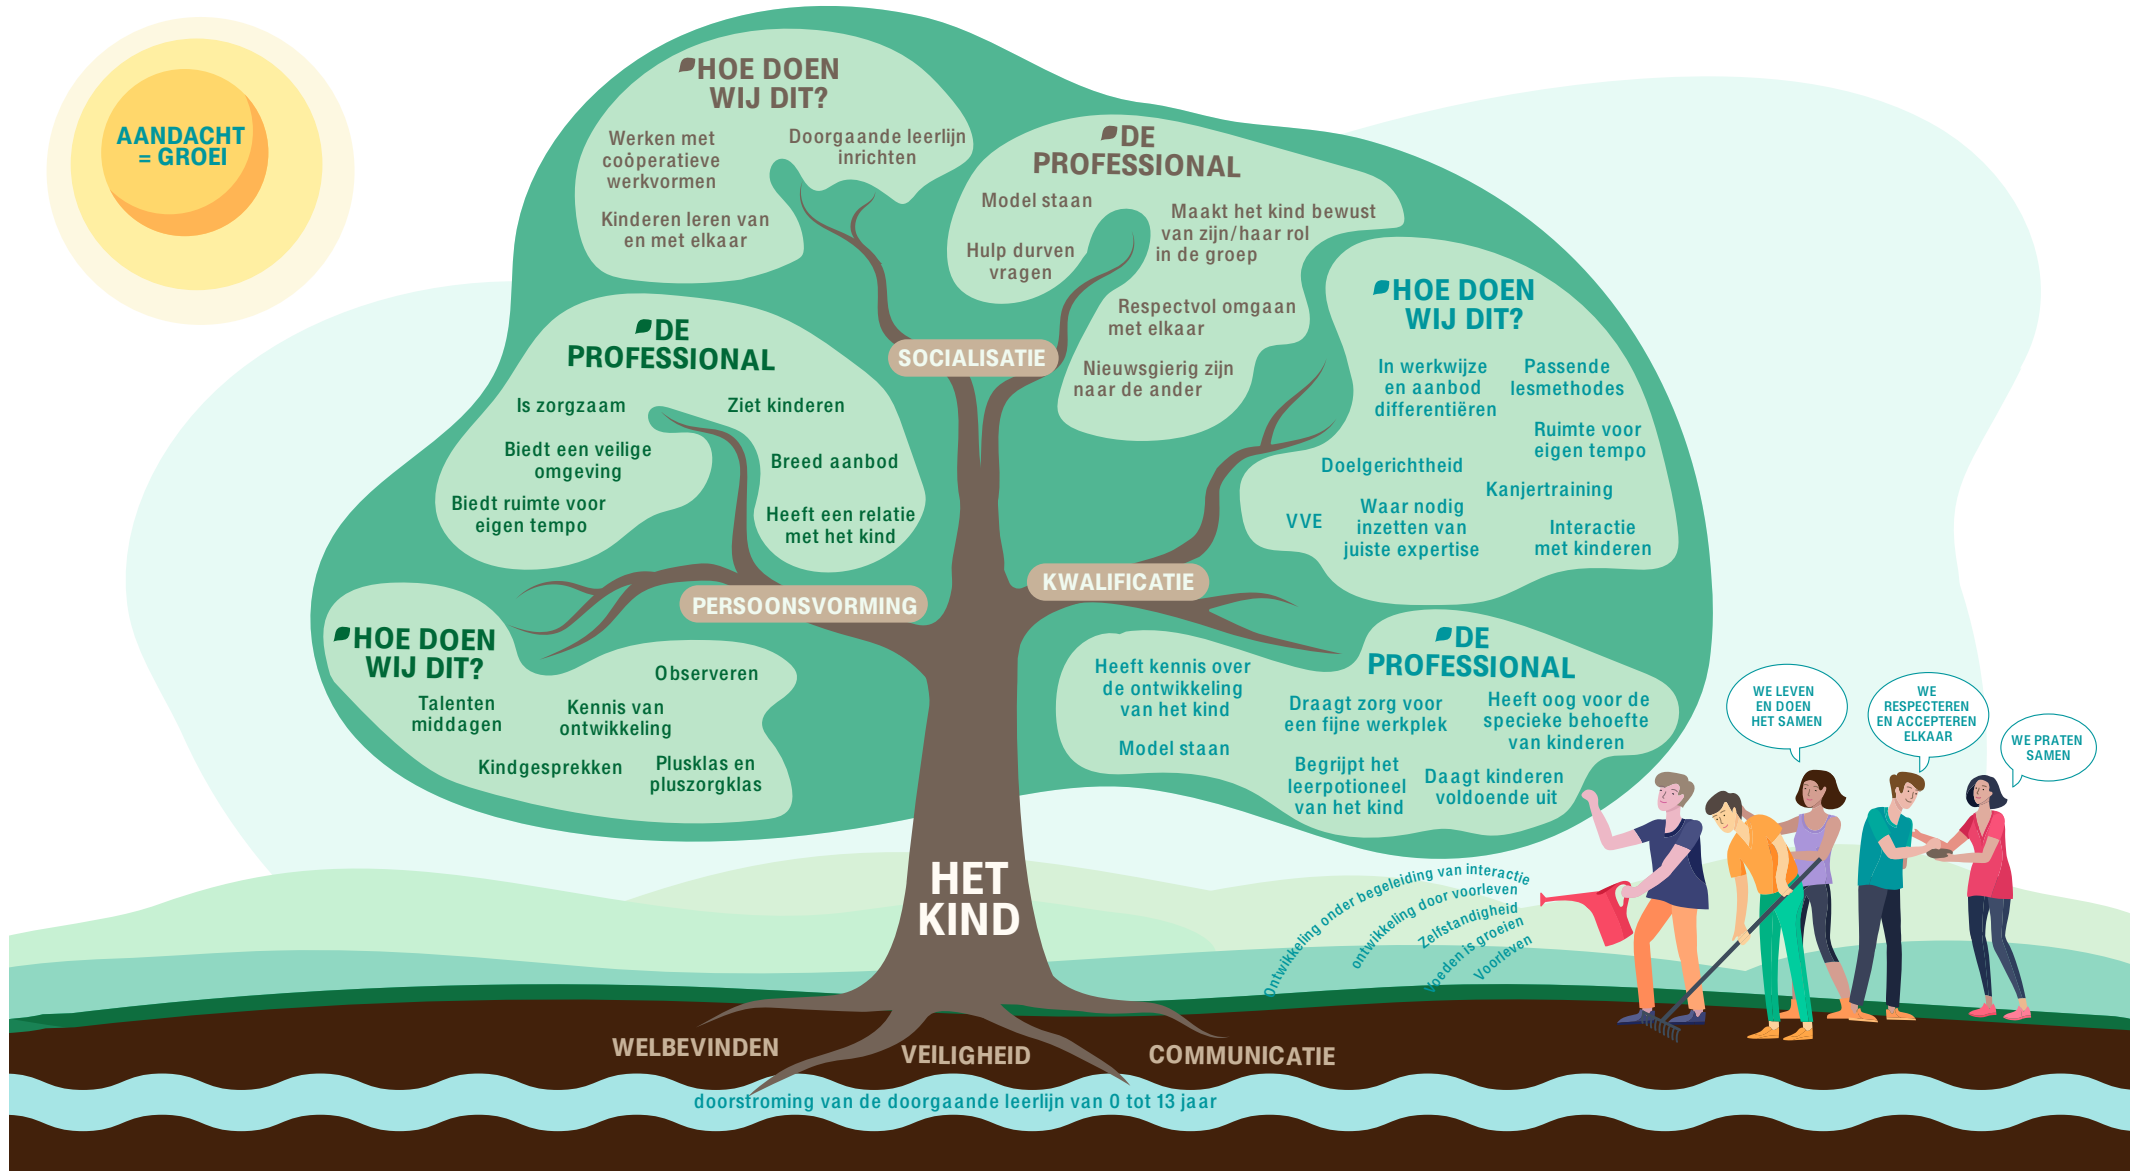 AANDACHT
= GROEI
HOE DOEN
WIJ DIT?
Werken met
coöperatieve
werkvormen
Doorgaande leerlijn
inrichten
Kinderen leren van
en met elkaar
DE
PROFESSIONAL
Model staan
Maakt het kind bewust
van zijn/haar rol
in de groep
Hulp durven
vragen
Respectvol omgaan
met elkaar
Nieuwsgierig zijn
naar de ander
SOCIALISATIE
DE
PROFESSIONAL
Is zorgzaam
Ziet kinderen
Biedt een veilige
omgeving
Breed aanbod
Biedt ruimte voor
eigen tempo
Heeft een relatie
met het kind
PERSOONSVORMING
HOE DOEN
WIJ DIT?
Observeren
Talenten
middagen
Kennis van
ontwikkeling
Kindgesprekken
Plusklas en
pluszorgklas
HOE DOEN
WIJ DIT?
In werkwijze
en aanbod
differentiëren
Passende
lesmethodes
Ruimte voor
eigen tempo
Doelgerichtheid
Kanjertraining
VVE
Waar nodig
inzetten van
juiste expertise
Interactie
met kinderen
KWALIFICATIE
DE
PROFESSIONAL
Heeft kennis over
de ontwikkeling
van het kind
Draagt zorg voor
een fijne werkplek
Heeft oog voor de
specieke behoefte
van kinderen
Model staan
Begrijpt het
leerpotioneel
van het kind
Daagt kinderen
voldoende uit
WE LEVEN
EN DOEN
HET SAMEN
WE
RESPECTEREN
EN ACCEPTEREN
ELKAAR
WE PRATEN
SAMEN
HET
KIND
Ontwikkeling onder begeleiding van interactie
ontwikkeling door voorleven
Zelfstandigheid
Voeden is groeien
Voorleven
WELBEVINDEN
VEILIGHEID
COMMUNICATIE
doorstroming van de doorgaande leerlijn van 0 tot 13 jaar